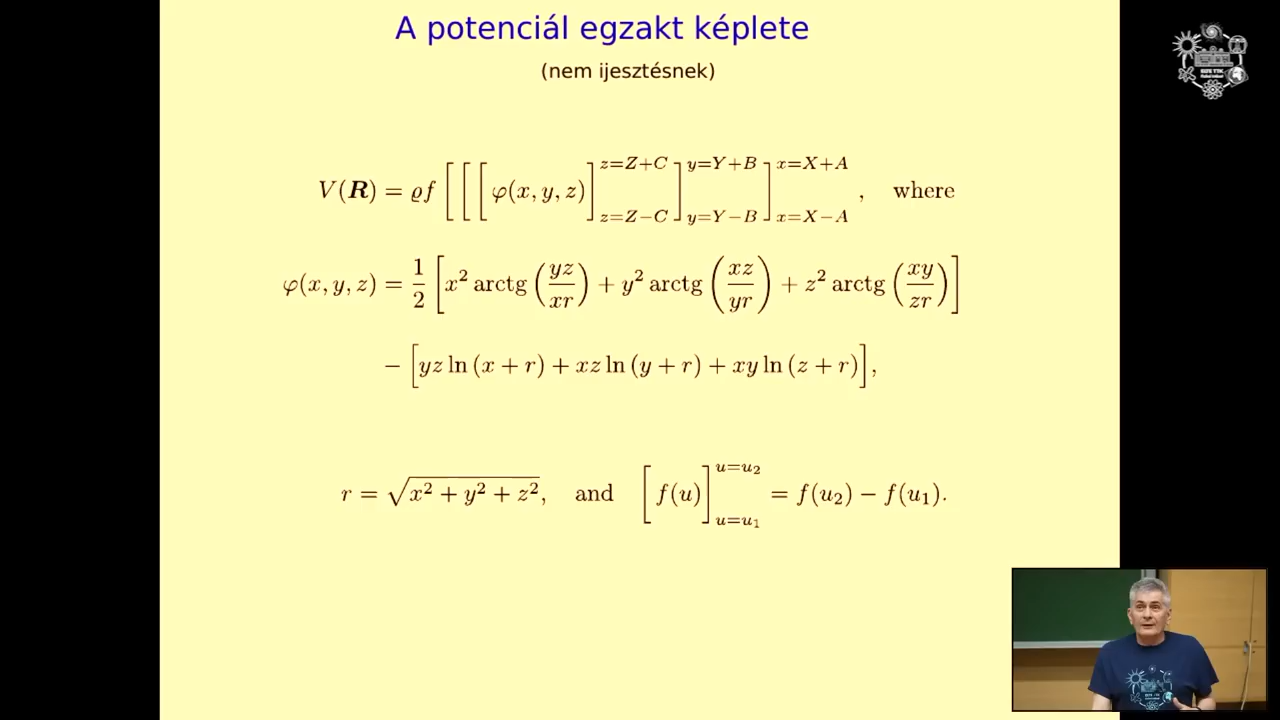 A potenciál egzakt képlete
(nem ijesztésnek)
V(R) = ϱf [ [ [ φ(x, y, z) ]_{z=Z−C}^{z=Z+C} ]_{y=Y−B}^{y=Y+B} ]_{x=X−A}^{x=X+A} , where
φ(x, y, z) = 1/2 [ x² arctg (yz/xr) + y² arctg (xz/yr) + z² arctg (xy/zr) ]
− [ yz ln (x + r) + xz ln (y + r) + xy ln (z + r) ],
r = √(x² + y² + z²), and [ f(u) ]_{u=u₁}^{u=u₂} = f(u₂) − f(u₁).